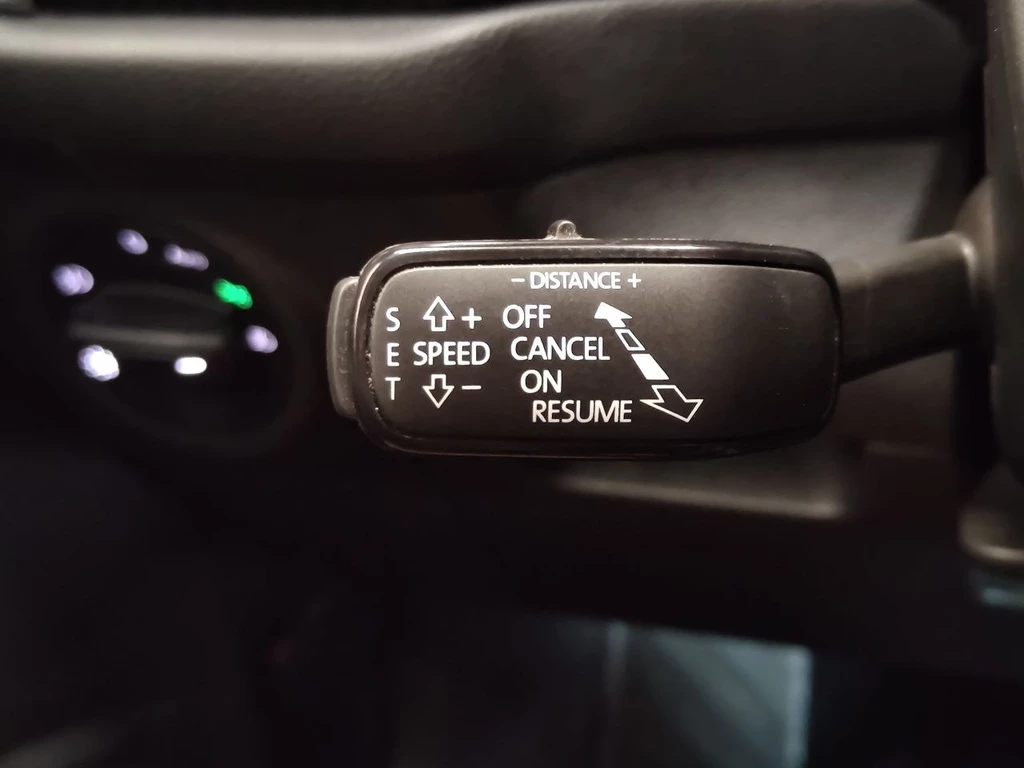 − DISTANCE +
S + OFF
E SPEED CANCEL
T − ON
RESUME